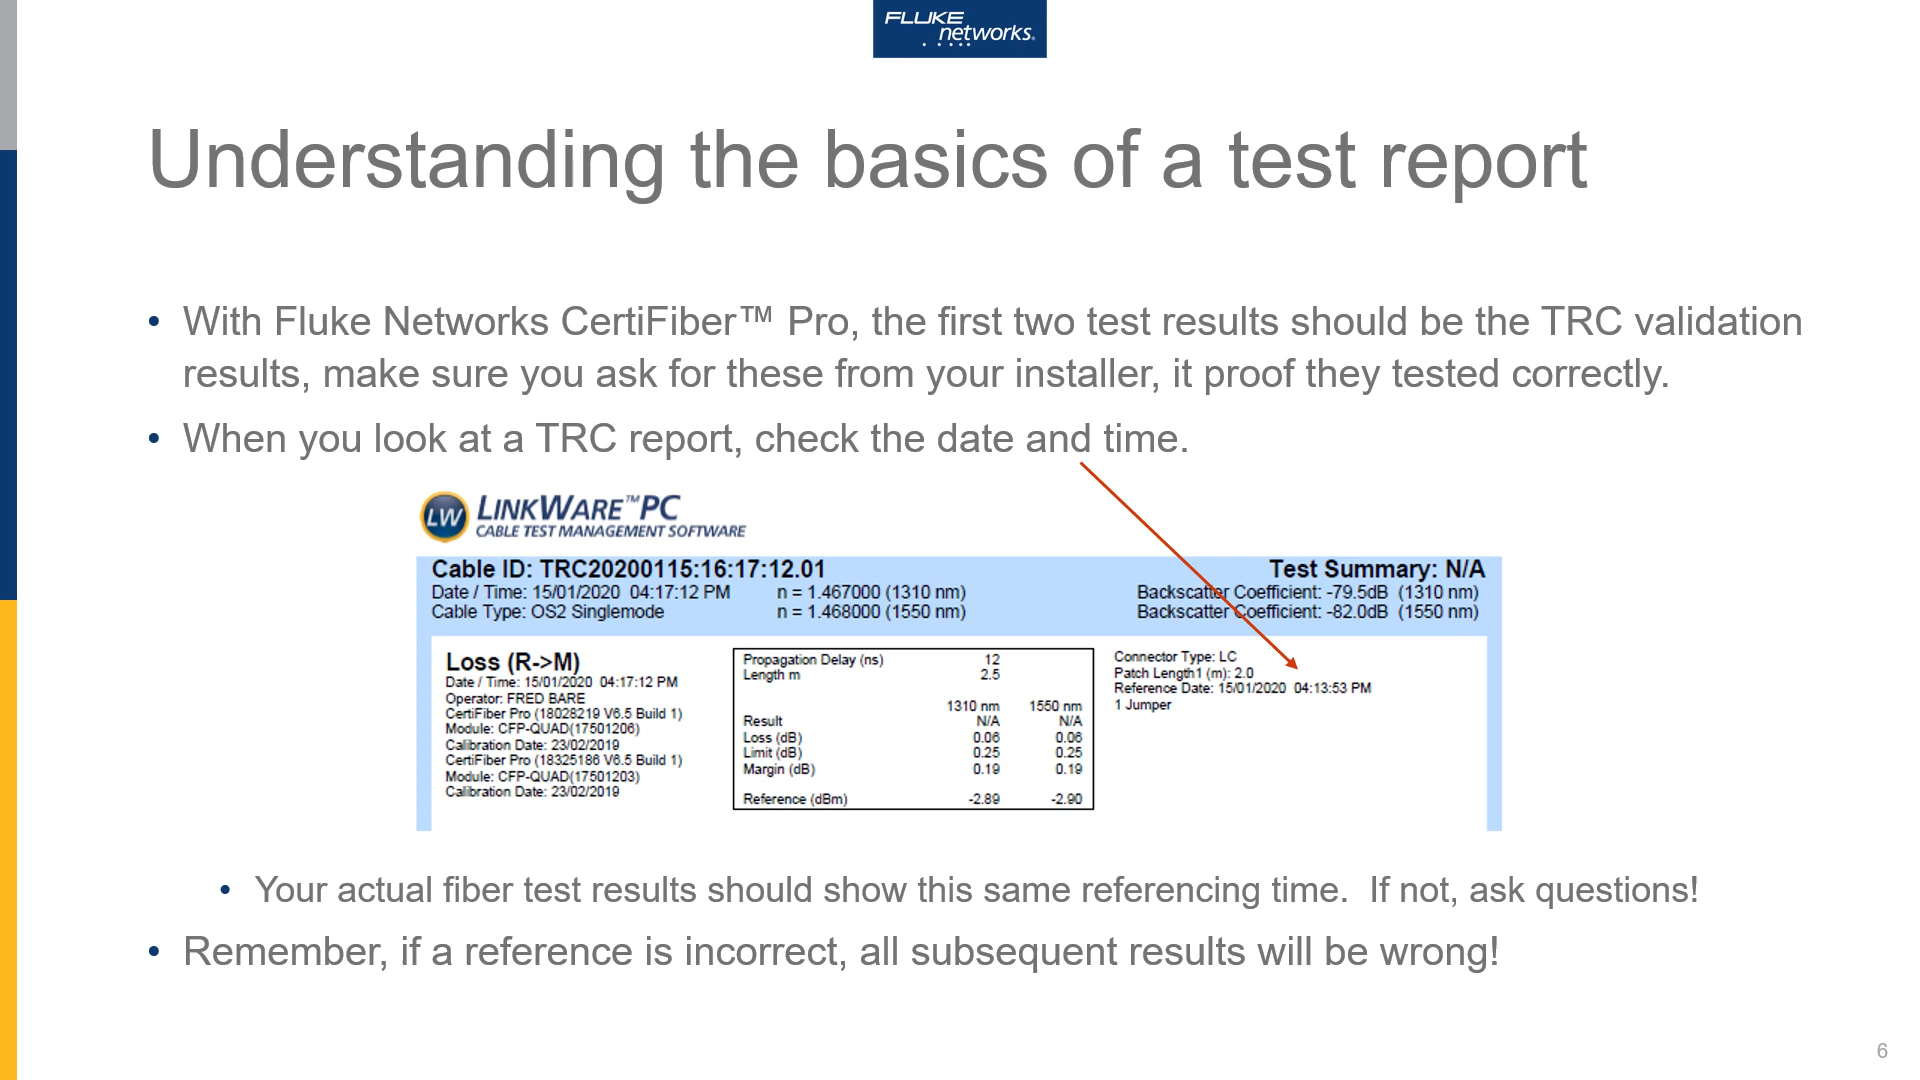 FLUKE
networks®
Understanding the basics of a test report
• With Fluke Networks CertiFiber™ Pro, the first two test results should be the TRC validation
results, make sure you ask for these from your installer, it proof they tested correctly.
• When you look at a TRC report, check the date and time.
LW LINKWARE™PC
CABLE TEST MANAGEMENT SOFTWARE
Cable ID: TRC20200115:16:17:12.01 Test Summary: N/A
Date / Time: 15/01/2020 04:17:12 PM n = 1.467000 (1310 nm) Backscatter Coefficient: -79.5dB (1310 nm)
Cable Type: OS2 Singlemode n = 1.468000 (1550 nm) Backscatter Coefficient: -82.0dB (1550 nm)
Loss (R->M)
Date / Time: 15/01/2020 04:17:12 PM
Operator: FRED BARE
CertiFiber Pro (18028219 V6.5 Build 1)
Module: CFP-QUAD(17501206)
Calibration Date: 23/02/2019
CertiFiber Pro (18325186 V6.5 Build 1)
Module: CFP-QUAD(17501203)
Calibration Date: 23/02/2019
Propagation Delay (ns) 12
Length m 2.5
1310 nm 1550 nm
Result N/A N/A
Loss (dB) 0.06 0.06
Limit (dB) 0.25 0.25
Margin (dB) 0.19 0.19
Reference (dBm) -2.89 -2.90
Connector Type: LC
Patch Length1 (m): 2.0
Reference Date: 15/01/2020 04:13:53 PM
1 Jumper
• Your actual fiber test results should show this same referencing time. If not, ask questions!
• Remember, if a reference is incorrect, all subsequent results will be wrong!
6